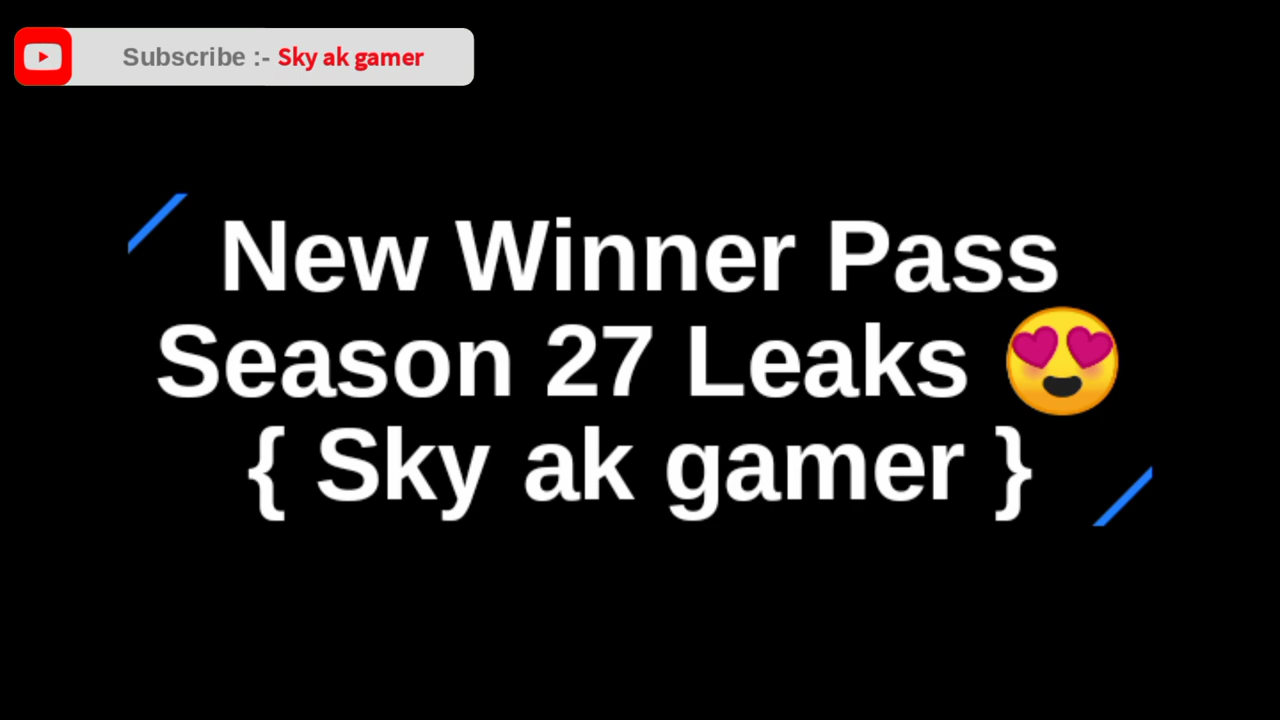 Subscribe :- Sky ak gamer
New Winner Pass
Season 27 Leaks 😍
{ Sky ak gamer }